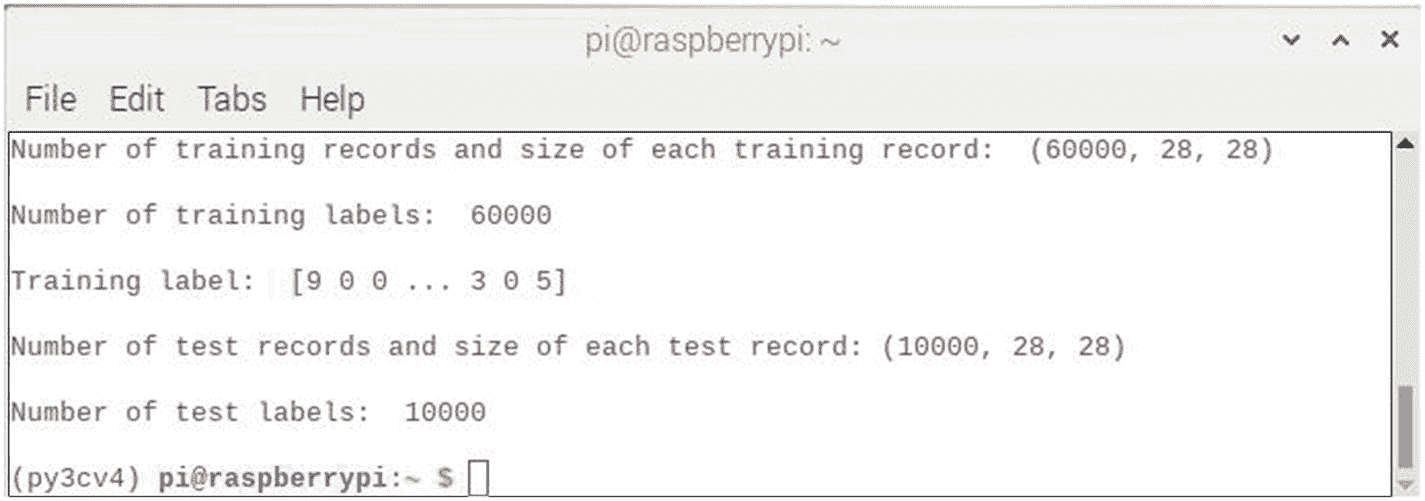 pi@raspberrypi: ~
File Edit Tabs Help
Number of training records and size of each training record:  (60000, 28, 28)
Number of training labels:  60000
Training label:  [9 0 0 ... 3 0 5]
Number of test records and size of each test record: (10000, 28, 28)
Number of test labels:  10000
(py3cv4) pi@raspberrypi:~ $